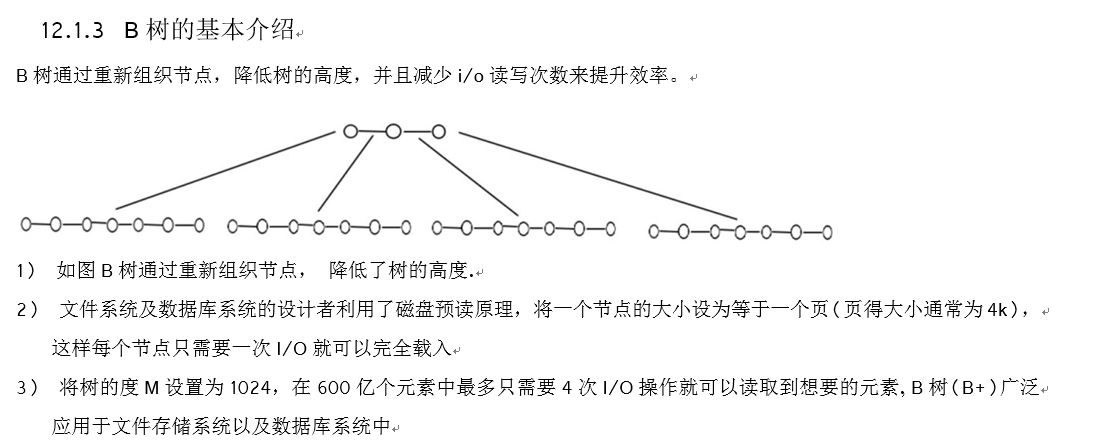 12.1.3 B 树的基本介绍
B 树通过重新组织节点，降低树的高度，并且减少 i/o 读写次数来提升效率。
1） 如图 B 树通过重新组织节点， 降低了树的高度.
2） 文件系统及数据库系统的设计者利用了磁盘预读原理，将一个节点的大小设为等于一个页(页得大小通常为 4k)，
这样每个节点只需要一次 I/O 就可以完全载入
3） 将树的度 M 设置为 1024，在 600 亿个元素中最多只需要 4 次 I/O 操作就可以读取到想要的元素, B 树(B+)广泛
应用于文件存储系统以及数据库系统中